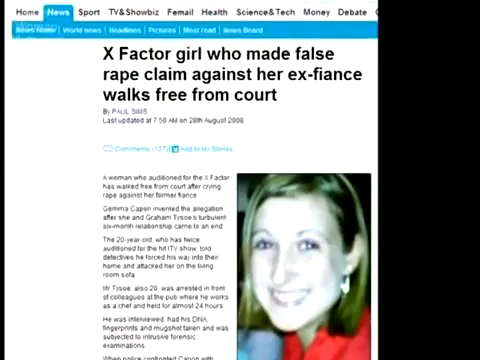 Home News Sport TV&Showbiz Femail Health Science&Tech Money Debate
News Home World news Headlines Pictures Most read News Board
X Factor girl who made false
rape claim against her ex-fiance
walks free from court
By PAUL SIMS
Last updated at 7:50 AM on 28th August 2008
Comments (127) Add to My Stories
A woman who auditioned for the X Factor
has walked free from court after crying
rape against her former fiance
Gemma Capon invented the allegation
after she and Graham Tysoe's turbulent
six-month relationship came to an end.
The 20-year-old, who has twice
auditioned for the hit ITV show, told
detectives he forced his way into their
home and attacked her on the living
room sofa.
Mr Tysoe, also 20, was arrested in front
of colleagues at the pub where he works
as a chef and held for almost 24 hours.
He was interviewed, had his DNA,
fingerprints and mugshot taken and was
subjected to intrusive forensic
examinations.
When police confronted Capon with